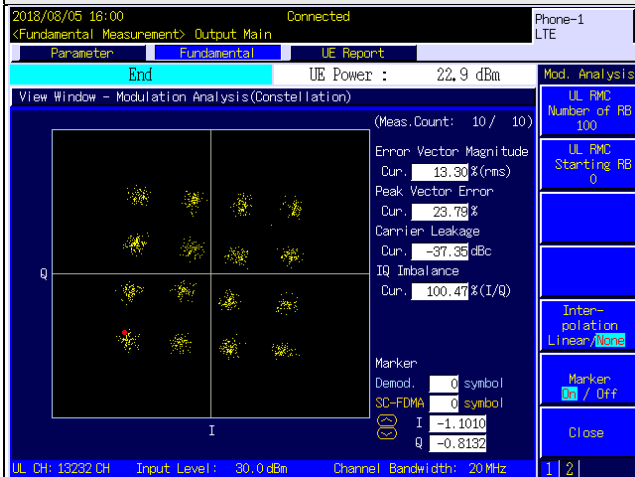 2018/08/05 16:00 Connected Phone-1
<Fundamental Measurement> Output Main LTE
Parameter Fundamental UE Report
End UE Power : 22.9 dBm Mod. Analysis
View Window - Modulation Analysis(Constellation)
UL RMC
Number of RB
100
(Meas.Count: 10/ 10)
Error Vector Magnitude
Cur. 13.30 %(rms)
Peak Vector Error
Cur. 23.79 %
Carrier Leakage
Cur. -37.35 dBc
IQ Imbalance
Cur. 100.47 %(I/Q)
UL RMC
Starting RB
0
Q
I
Inter-
polation
Linear/None
Marker
Demod. 0 symbol
SC-FDMA 0 symbol
I -1.1010
Q -0.8132
Marker
On / Off
Close
UL CH: 13232 CH Input Level: 30.0 dBm Channel Bandwidth: 20 MHz 1 2